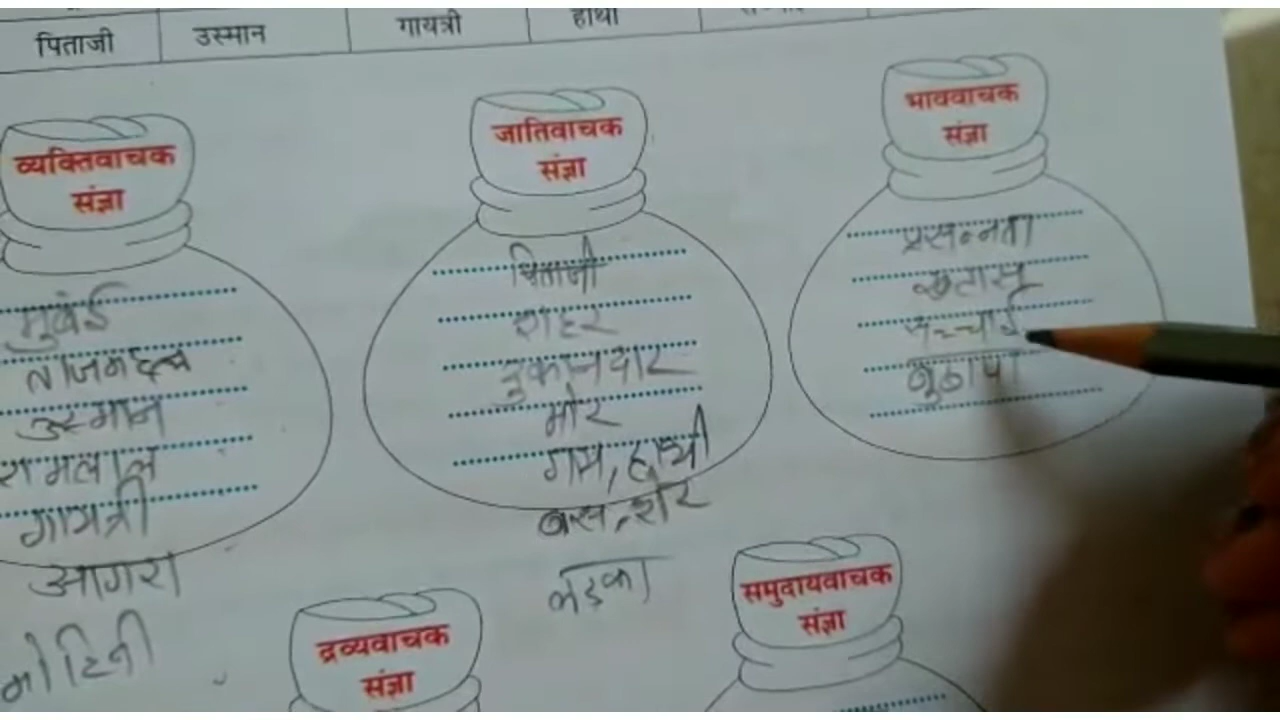 पिताजी उस्मान गायत्री हाथी
व्यक्तिवाचक
संज्ञा
मुबंई
ताजमहल
उस्मान
रामलाल
गायत्री
आगरा
मोहिनी
जातिवाचक
संज्ञा
पिताजी
शहर
दुकानदार
मोर
गाय, हाथी
बस, शेर
लड़का
भाववाचक
संज्ञा
प्रसन्नता
खटास
सच्चाई
बुढापा
द्रव्यवाचक
संज्ञा
समुदायवाचक
संज्ञा